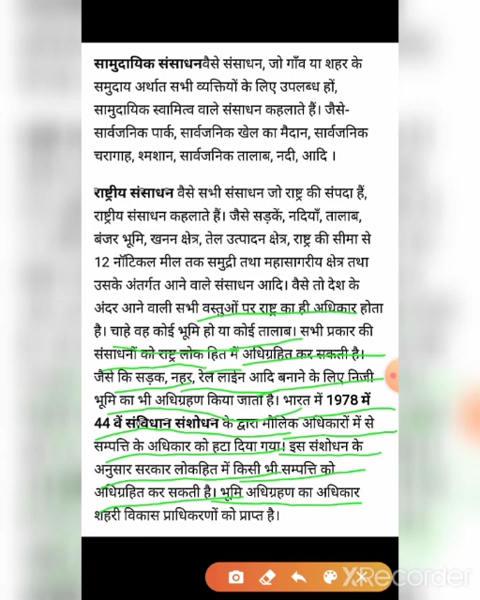 सामुदायिक संसाधनवैसे संसाधन, जो गाँव या शहर के
समुदाय अर्थात सभी व्यक्तियों के लिए उपलब्ध हों,
सामुदायिक स्वामित्व वाले संसाधन कहलाते हैं। जैसे-
सार्वजनिक पार्क, सार्वजनिक खेल का मैदान, सार्वजनिक
चरागाह, श्मशान, सार्वजनिक तालाब, नदी, आदि ।
राष्ट्रीय संसाधन वैसे सभी संसाधन जो राष्ट्र की संपदा हैं,
राष्ट्रीय संसाधन कहलाते हैं। जैसे सड़कें, नदियाँ, तालाब,
बंजर भूमि, खनन क्षेत्र, तेल उत्पादन क्षेत्र, राष्ट्र की सीमा से
12 नॉटिकल मील तक समुद्री तथा महासागरीय क्षेत्र तथा
उसके अंतर्गत आने वाले संसाधन आदि। वैसे तो देश के
अंदर आने वाली सभी वस्तुओं पर राष्ट्र का ही अधिकार होता
है। चाहे वह कोई भूमि हो या कोई तालाब। सभी प्रकार की
संसाधनों को राष्ट्र लोक हित में अधिग्रहित कर सकती है।
जैसे कि सड़क, नहर, रेल लाईन आदि बनाने के लिए निजी
भूमि का भी अधिग्रहण किया जाता है। भारत में 1978 में
44 वें संविधान संशोधन के द्वारा मौलिक अधिकारों में से
सम्पत्ति के अधिकार को हटा दिया गया। इस संशोधन के
अनुसार सरकार लोकहित में किसी भी सम्पत्ति को
अधिग्रहित कर सकती है। भूमि अधिग्रहण का अधिकार
शहरी विकास प्राधिकरणों को प्राप्त है।
XRecorder